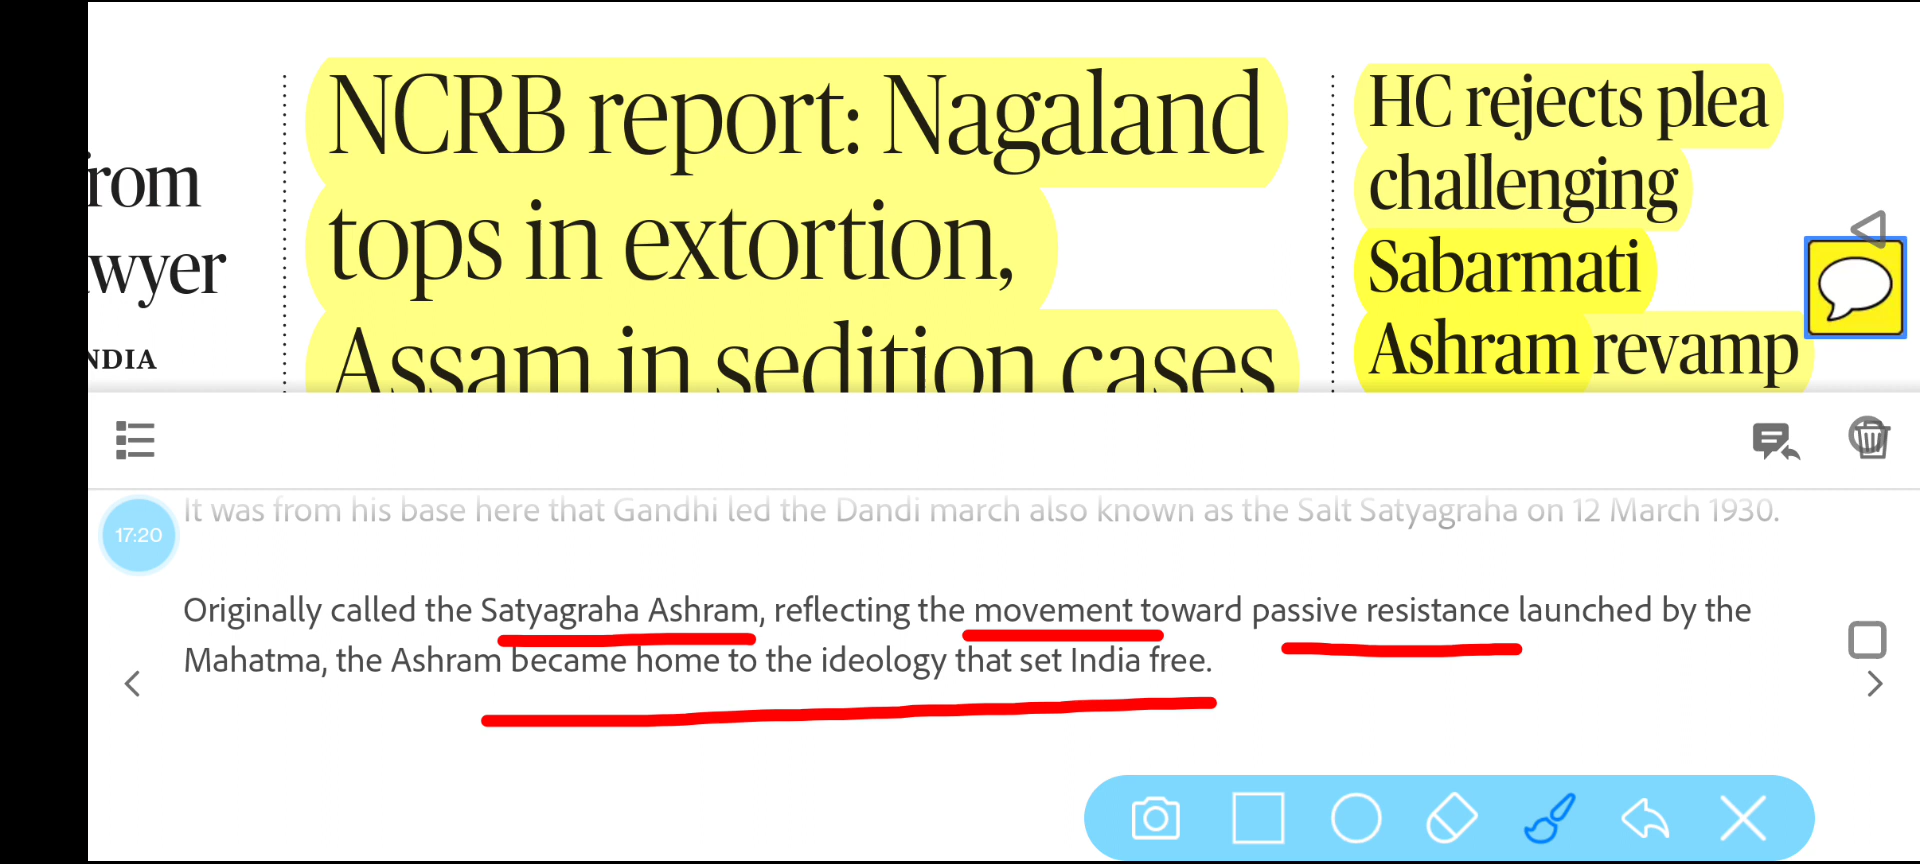 rom
wyer
NDIA
NCRB report: Nagaland
tops in extortion,
Assam in sedition cases
HC rejects plea
challenging
Sabarmati
Ashram revamp
17:20
It was from his base here that Gandhi led the Dandi march also known as the Salt Satyagraha on 12 March 1930.
Originally called the Satyagraha Ashram, reflecting the movement toward passive resistance launched by the
Mahatma, the Ashram became home to the ideology that set India free.